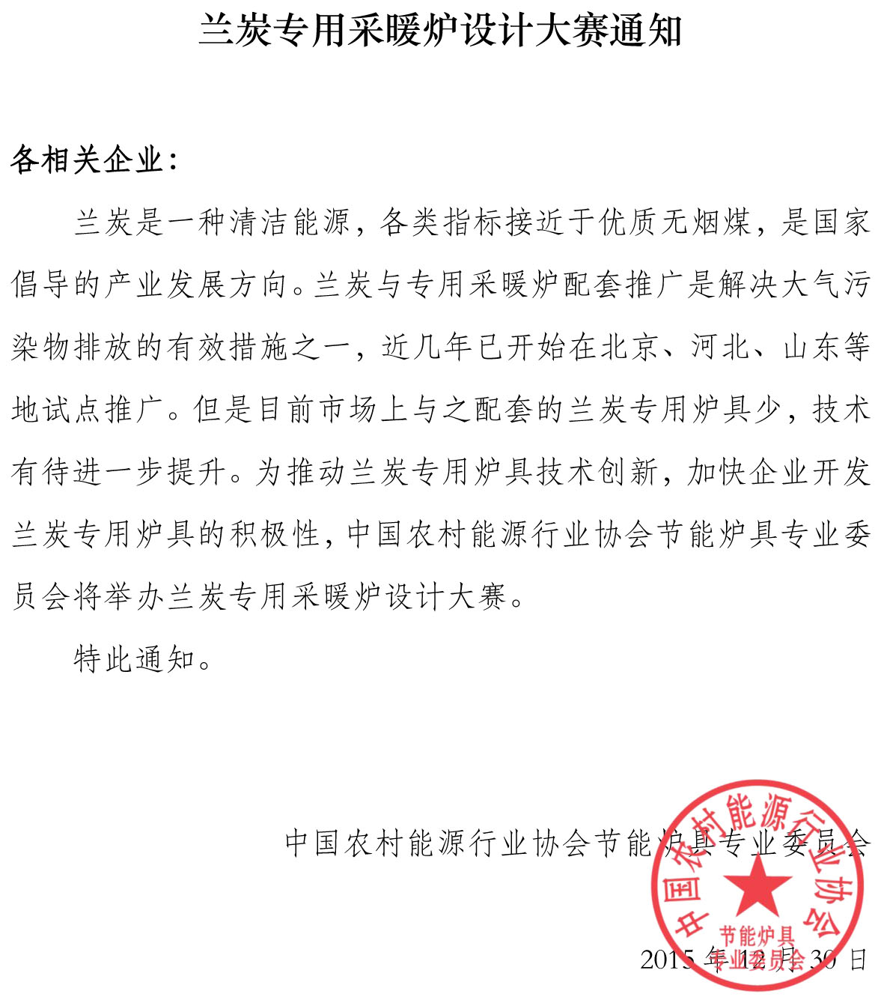 兰炭专用采暖炉设计大赛通知
各相关企业：
兰炭是一种清洁能源，各类指标接近于优质无烟煤，是国家
倡导的产业发展方向。兰炭与专用采暖炉配套推广是解决大气污
染物排放的有效措施之一，近几年已开始在北京、河北、山东等
地试点推广。但是目前市场上与之配套的兰炭专用炉具少，技术
有待进一步提升。为推动兰炭专用炉具技术创新，加快企业开发
兰炭专用炉具的积极性，中国农村能源行业协会节能炉具专业委
员会将举办兰炭专用采暖炉设计大赛。
特此通知。
中国农村能源行业协会节能炉具专业委员会
中国农村能源行业协会
节能炉具
专业委员会
2015 年 12 月 30 日